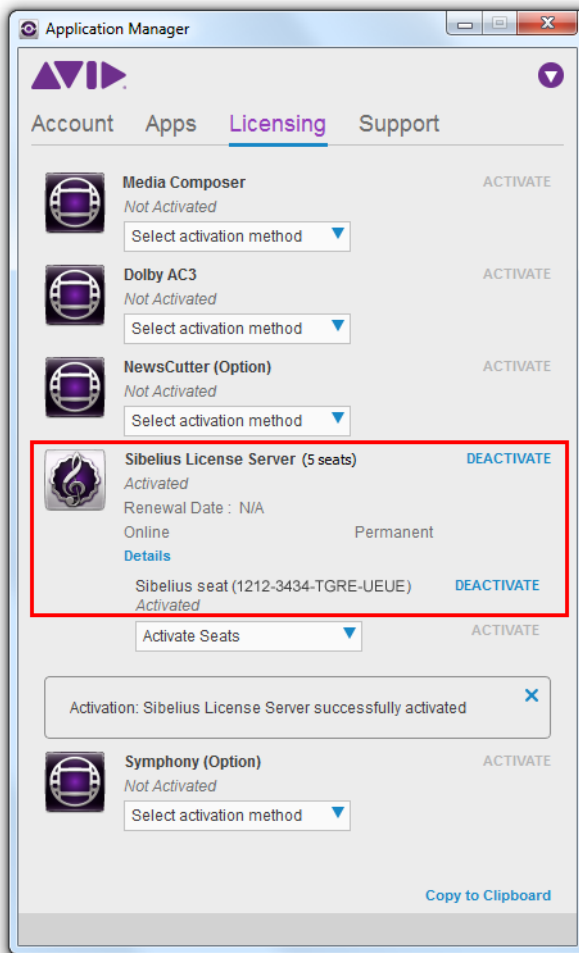 Application Manager
AVID
Account Apps Licensing Support
Media Composer ACTIVATE
Not Activated
Select activation method
Dolby AC3 ACTIVATE
Not Activated
Select activation method
NewsCutter (Option) ACTIVATE
Not Activated
Select activation method
Sibelius License Server (5 seats) DEACTIVATE
Activated
Renewal Date : N/A
Online Permanent
Details
Sibelius seat (1212-3434-TGRE-UEUE) DEACTIVATE
Activated
Activate Seats ACTIVATE
Activation: Sibelius License Server successfully activated
Symphony (Option) ACTIVATE
Not Activated
Select activation method
Copy to Clipboard